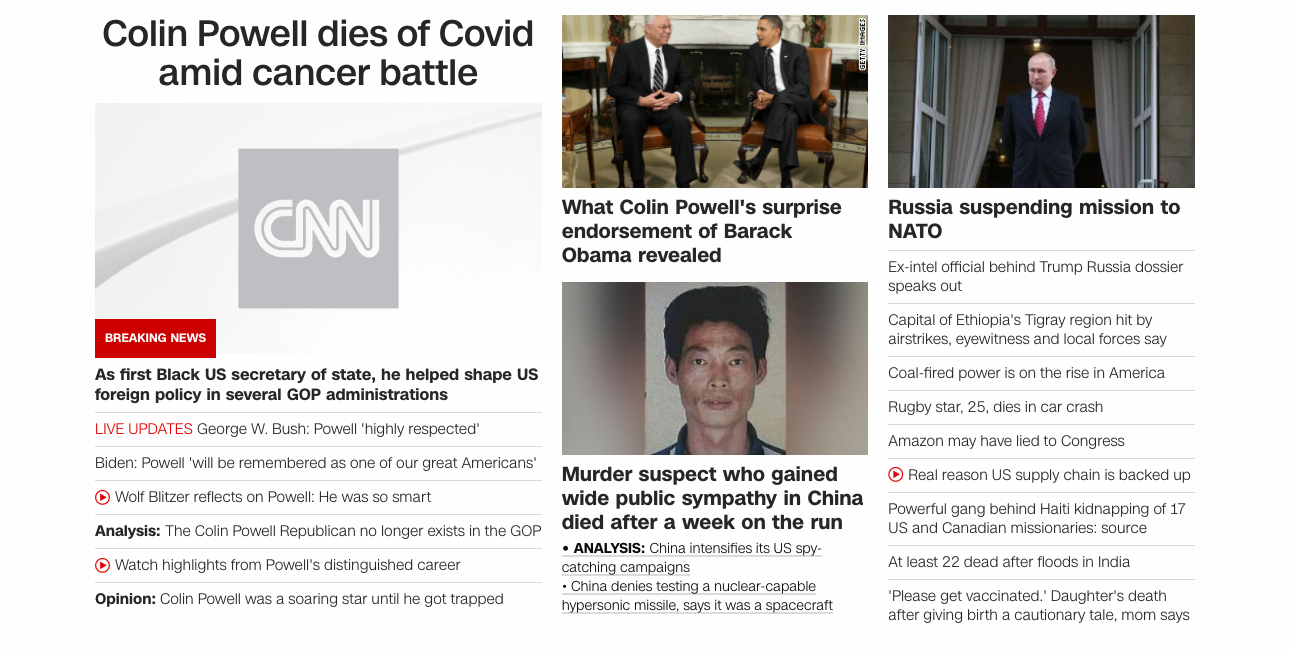 Colin Powell dies of Covid
amid cancer battle
CNN
BREAKING NEWS
As first Black US secretary of state, he helped shape US
foreign policy in several GOP administrations
LIVE UPDATES George W. Bush: Powell 'highly respected'
Biden: Powell 'will be remembered as one of our great Americans'
Wolf Blitzer reflects on Powell: He was so smart
Analysis: The Colin Powell Republican no longer exists in the GOP
Watch highlights from Powell's distinguished career
Opinion: Colin Powell was a soaring star until he got trapped
GETTY IMAGES
What Colin Powell's surprise
endorsement of Barack
Obama revealed
Murder suspect who gained
wide public sympathy in China
died after a week on the run
• ANALYSIS: China intensifies its US spy-
catching campaigns
• China denies testing a nuclear-capable
hypersonic missile, says it was a spacecraft
Russia suspending mission to
NATO
Ex-intel official behind Trump Russia dossier
speaks out
Capital of Ethiopia's Tigray region hit by
airstrikes, eyewitness and local forces say
Coal-fired power is on the rise in America
Rugby star, 25, dies in car crash
Amazon may have lied to Congress
Real reason US supply chain is backed up
Powerful gang behind Haiti kidnapping of 17
US and Canadian missionaries: source
At least 22 dead after floods in India
'Please get vaccinated.' Daughter's death
after giving birth a cautionary tale, mom says